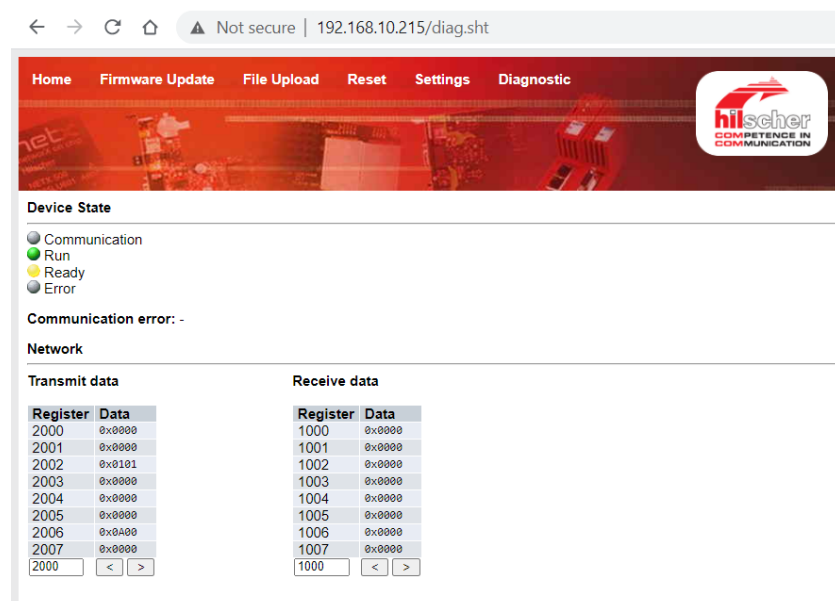 Not secure | 192.168.10.215/diag.sht
Home Firmware Update File Upload Reset Settings Diagnostic
hilscher
COMPETENCE IN
COMMUNICATION
Device State
Communication
Run
Ready
Error
Communication error: -
Network
Transmit data Receive data
Register Data Register Data
2000 0x0000 1000 0x0000
2001 0x0000 1001 0x0000
2002 0x0101 1002 0x0000
2003 0x0000 1003 0x0000
2004 0x0000 1004 0x0000
2005 0x0000 1005 0x0000
2006 0x0A00 1006 0x0000
2007 0x0000 1007 0x0000
2000 < > 1000 < >